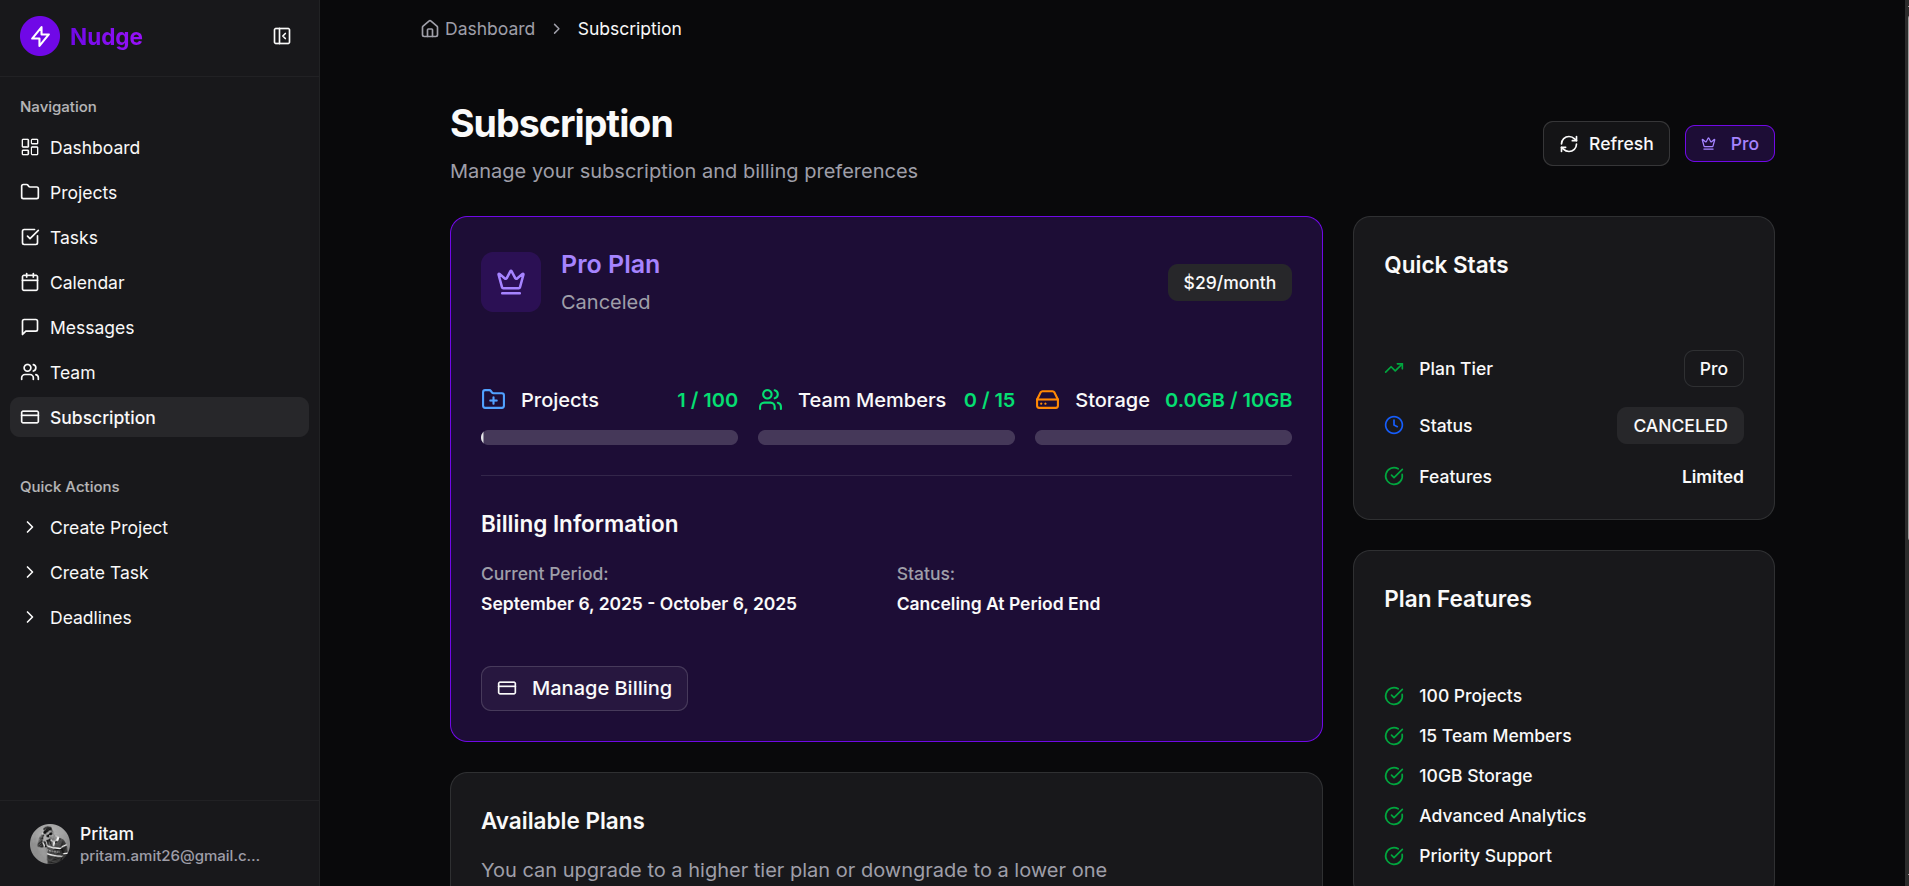 Nudge
Navigation
Dashboard
Projects
Tasks
Calendar
Messages
Team
Subscription
Quick Actions
Create Project
Create Task
Deadlines
Pritam
pritam.amit26@gmail.c...
Dashboard > Subscription
Subscription
Manage your subscription and billing preferences
Refresh
Pro
Pro Plan
Canceled
$29/month
Projects 1 / 100
Team Members 0 / 15
Storage 0.0GB / 10GB
Billing Information
Current Period:
September 6, 2025 - October 6, 2025
Status:
Canceling At Period End
Manage Billing
Available Plans
You can upgrade to a higher tier plan or downgrade to a lower one
Quick Stats
Plan Tier Pro
Status CANCELED
Features Limited
Plan Features
100 Projects
15 Team Members
10GB Storage
Advanced Analytics
Priority Support